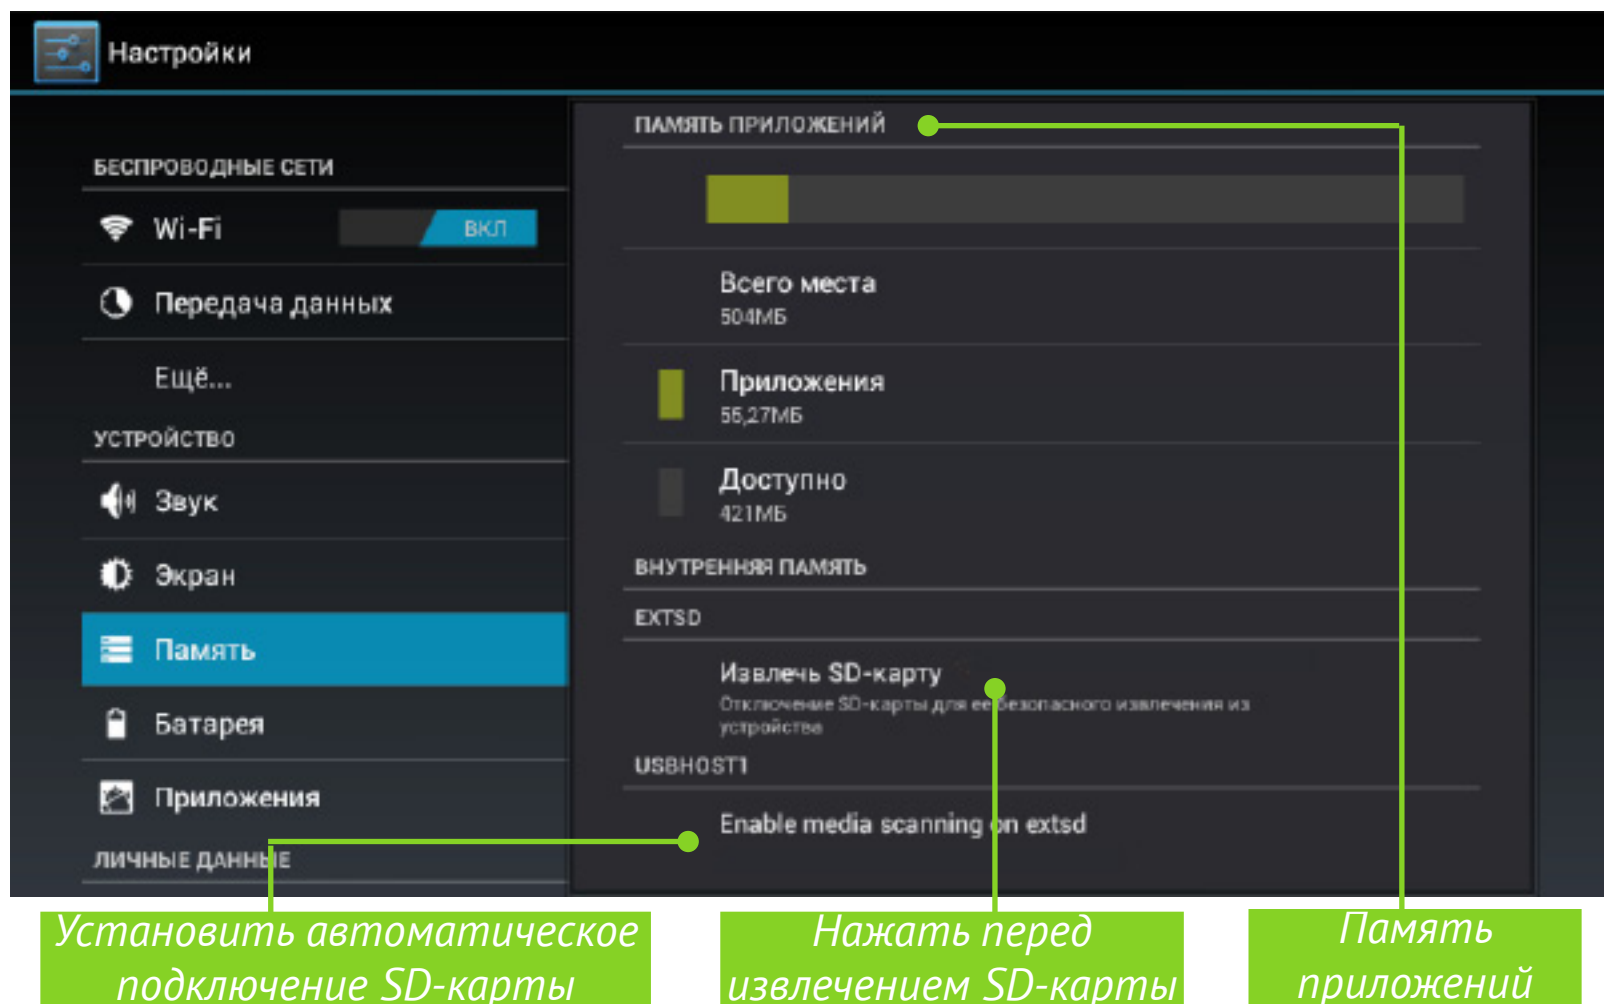 Настройки
БЕСПРОВОДНЫЕ СЕТИ
Wi-Fi
ВКЛ
Передача данных
Ещё...
УСТРОЙСТВО
Звук
Экран
Память
Батарея
Приложения
ЛИЧНЫЕ ДАННЫЕ
ПАМЯТЬ ПРИЛОЖЕНИЙ
Всего места
504МБ
Приложения
55,27МБ
Доступно
421МБ
ВНУТРЕННЯЯ ПАМЯТЬ
EXTSD
Извлечь SD-карту
Отключение SD-карты для ее безопасного извлечения из
устройства
USBHOST1
Enable media scanning on extsd
Установить автоматическое
подключение SD-карты
Нажать перед
извлечением SD-карты
Память
приложений